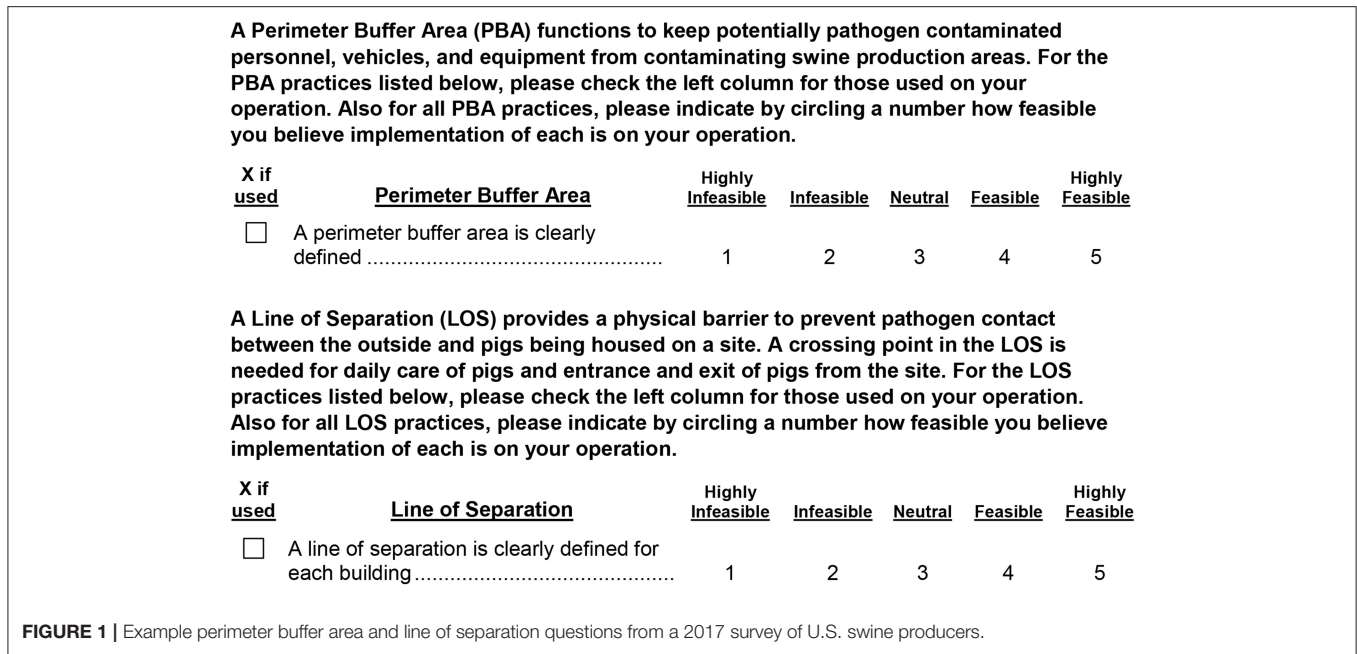 A Perimeter Buffer Area (PBA) functions to keep potentially pathogen contaminated
personnel, vehicles, and equipment from contaminating swine production areas. For the
PBA practices listed below, please check the left column for those used on your
operation. Also for all PBA practices, please indicate by circling a number how feasible
you believe implementation of each is on your operation.
X if used Perimeter Buffer Area Highly Infeasible Infeasible Neutral Feasible Highly Feasible
A perimeter buffer area is clearly
defined ................................................. 1 2 3 4 5
A Line of Separation (LOS) provides a physical barrier to prevent pathogen contact
between the outside and pigs being housed on a site. A crossing point in the LOS is
needed for daily care of pigs and entrance and exit of pigs from the site. For the LOS
practices listed below, please check the left column for those used on your operation.
Also for all LOS practices, please indicate by circling a number how feasible you believe
implementation of each is on your operation.
X if used Line of Separation Highly Infeasible Infeasible Neutral Feasible Highly Feasible
A line of separation is clearly defined for
each building............................................ 1 2 3 4 5
FIGURE 1 | Example perimeter buffer area and line of separation questions from a 2017 survey of U.S. swine producers.